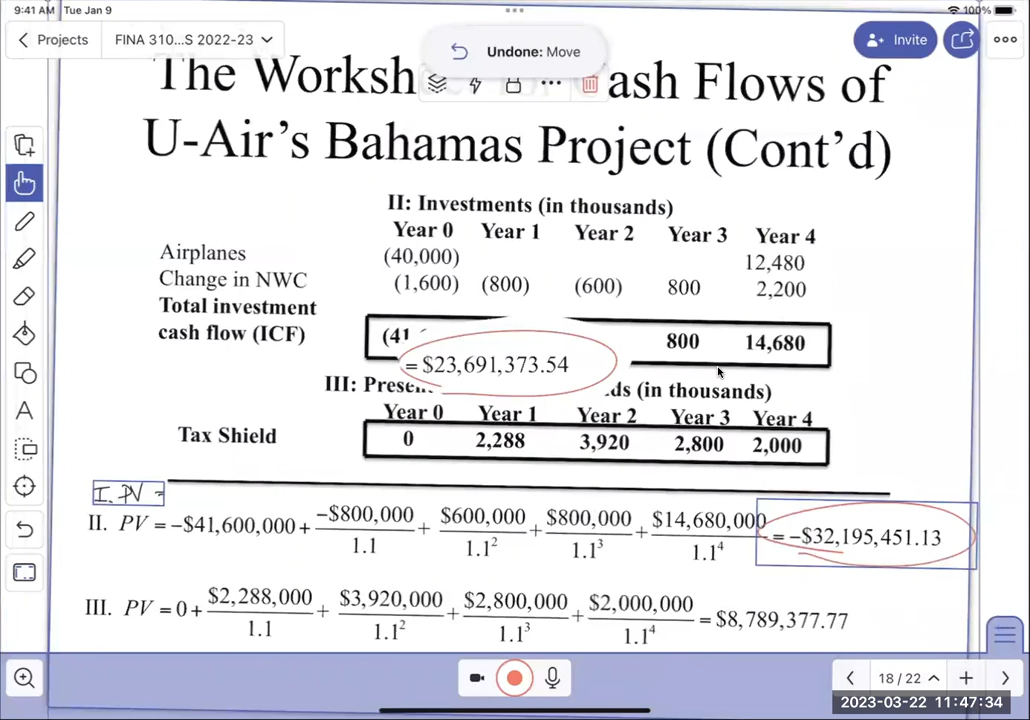 9:41 AM Tue Jan 9
100%
Projects
FINA 310...S 2022-23
Undone: Move
Invite
The Worksh ash Flows of
U-Air's Bahamas Project (Cont'd)
II: Investments (in thousands)
Year 0 Year 1 Year 2 Year 3 Year 4
Airplanes (40,000) 12,480
Change in NWC (1,600) (800) (600) 800 2,200
Total investment
cash flow (ICF) (41 800 14,680
= $23,691,373.54
III: Prese ds (in thousands)
Year 0 Year 1 Year 2 Year 3 Year 4
Tax Shield 0 2,288 3,920 2,800 2,000
I. PV =
II. PV = −$41,600,000 + −$800,000/1.1 + $600,000/1.1² + $800,000/1.1³ + $14,680,000/1.1⁴ = −$32,195,451.13
III. PV = 0 + $2,288,000/1.1 + $3,920,000/1.1² + $2,800,000/1.1³ + $2,000,000/1.1⁴ = $8,789,377.77
18 / 22
2023-03-22 11:47:34